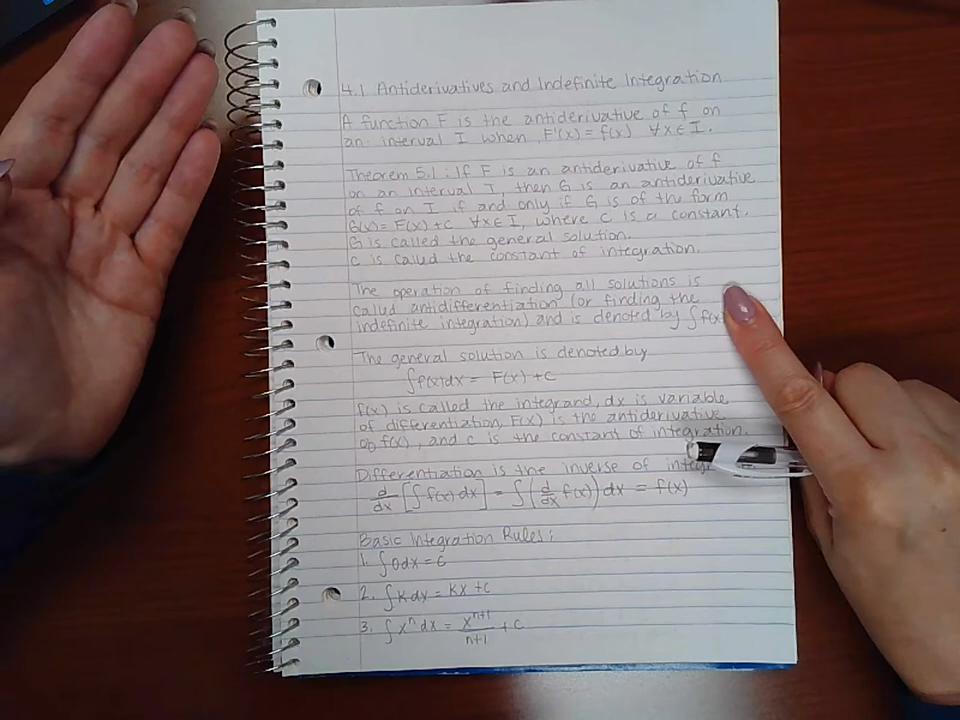 4.1 Antiderivatives and Indefinite Integration
A function F is the antiderivative of f on
an interval I when F'(x) = f(x) ∀x∈I.
Theorem 5.1: If F is an antiderivative of f
on an interval I, then G is an antiderivative
of f on I if and only if G is of the form
G(x) = F(x) + C ∀x∈I, where C is a constant.
G is called the general solution.
C is called the constant of integration.
The operation of finding all solutions is
called antidifferentiation (or finding the
indefinite integration) and is denoted by ∫f(x)
The general solution is denoted by
∫f(x)dx = F(x) + C
f(x) is called the integrand, dx is variable
of differentiation, F(x) is the antiderivative
of f(x), and C is the constant of integration.
Differentiation is the inverse of
d/dx [∫f(x)dx] = ∫(d/dx f(x))dx = f(x)
Basic Integration Rules:
1. ∫0dx = C
2. ∫Kdx = Kx + C
3. ∫xⁿdx = xⁿ⁺¹/n+1 + C